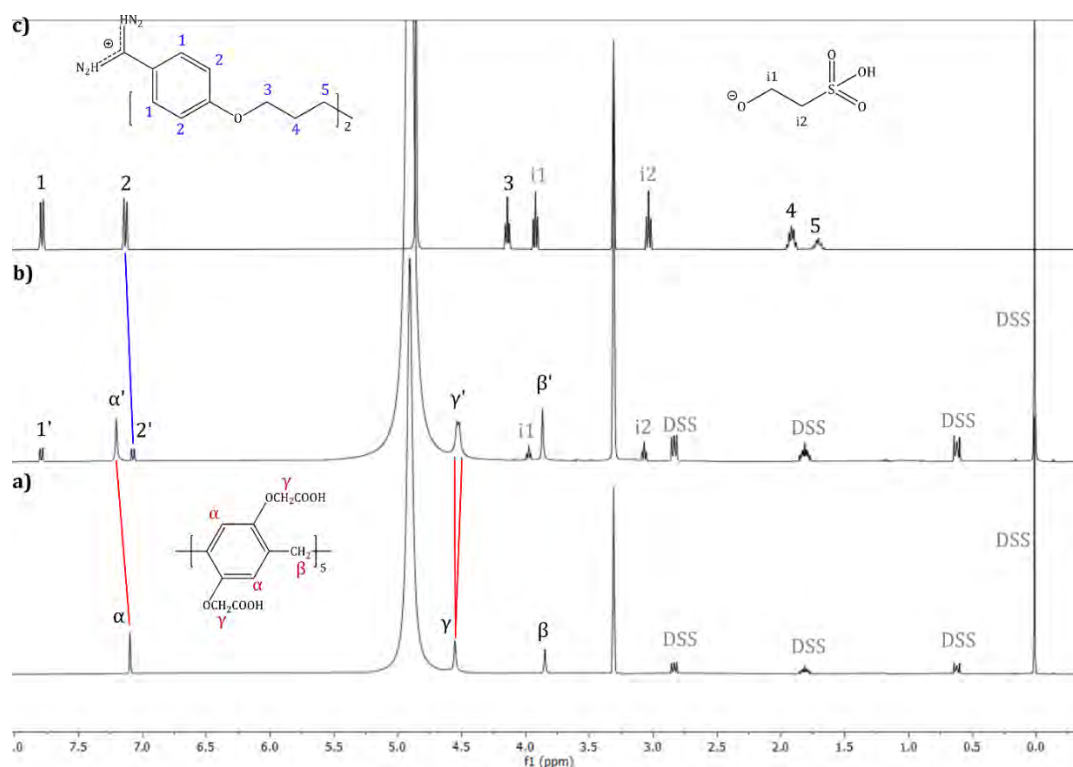 c)
HN₂
⊕
N₂H
1
2
1
2
O
3
4
5
2
i1
⊖
O
i2
O
S
OH
O
1
2
3
i1
i2
4
5
b)
DSS
1'
α'
2'
γ'
i1
β'
i2
DSS
DSS
DSS
a)
γ
OCH₂COOH
α
CH₂
5
β
α
OCH₂COOH
γ
α
γ
β
DSS
DSS
DSS
DSS
.0
7.5
7.0
6.5
6.0
5.5
5.0
4.5
4.0
3.5
3.0
2.5
2.0
1.5
1.0
0.5
0.0
f1 (ppm)